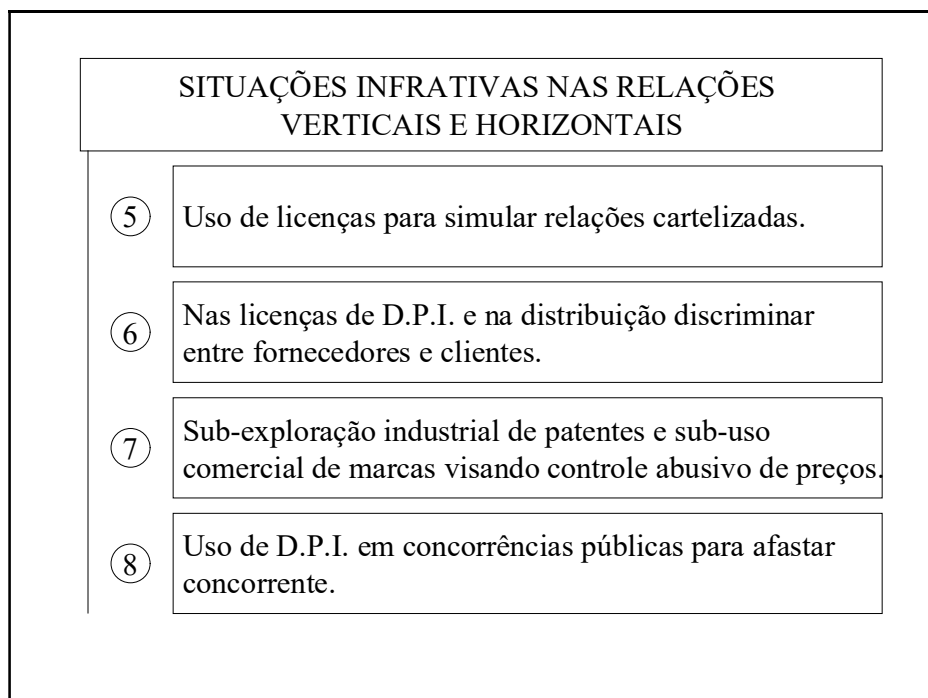 SITUAÇÕES INFRATIVAS NAS RELAÇÕES
VERTICAIS E HORIZONTAIS
5
Uso de licenças para simular relações cartelizadas.
6
Nas licenças de D.P.I. e na distribuição discriminar
entre fornecedores e clientes.
7
Sub-exploração industrial de patentes e sub-uso
comercial de marcas visando controle abusivo de preços.
8
Uso de D.P.I. em concorrências públicas para afastar
concorrente.